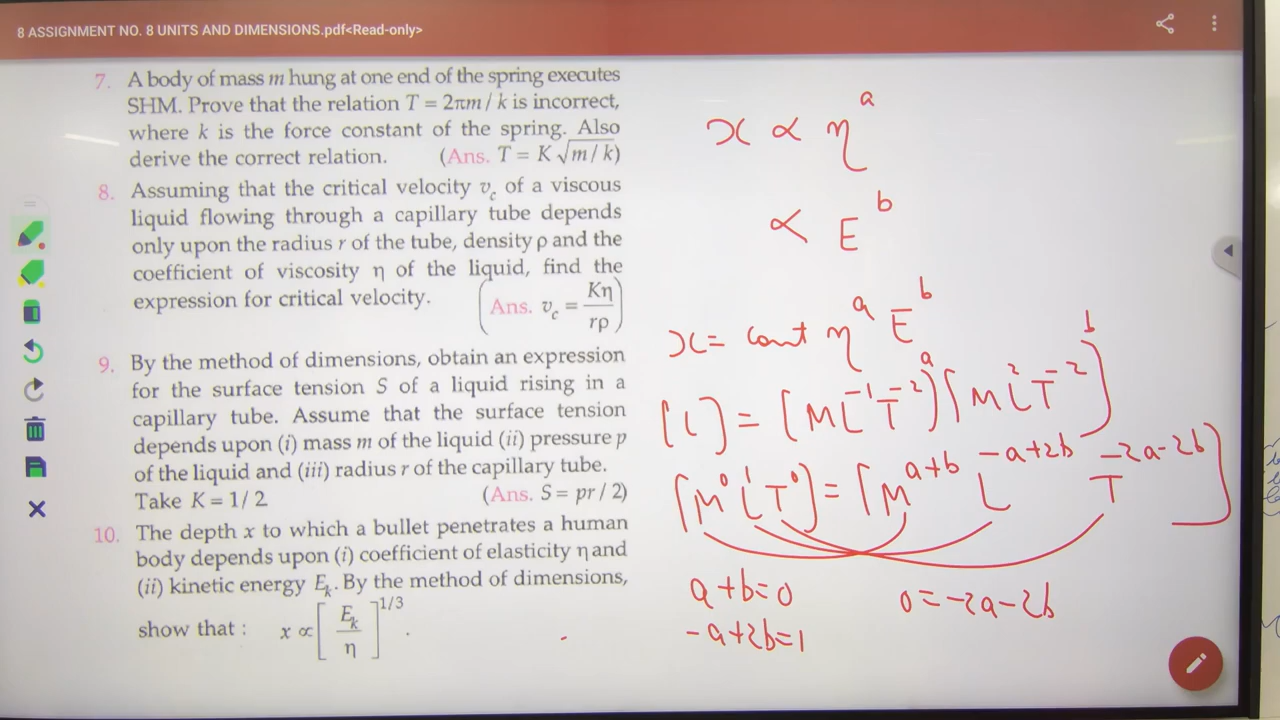 8 ASSIGNMENT NO. 8 UNITS AND DIMENSIONS.pdf<Read-only>
7. A body of mass m hung at one end of the spring executes
SHM. Prove that the relation T = 2πm / k is incorrect,
where k is the force constant of the spring. Also
derive the correct relation. (Ans. T = K √m / k)
8. Assuming that the critical velocity v_c of a viscous
liquid flowing through a capillary tube depends
only upon the radius r of the tube, density ρ and the
coefficient of viscosity η of the liquid, find the
expression for critical velocity. (Ans. v_c = Kη / rρ)
9. By the method of dimensions, obtain an expression
for the surface tension S of a liquid rising in a
capillary tube. Assume that the surface tension
depends upon (i) mass m of the liquid (ii) pressure p
of the liquid and (iii) radius r of the capillary tube.
Take K = 1/2. (Ans. S = pr / 2)
10. The depth x to which a bullet penetrates a human
body depends upon (i) coefficient of elasticity η and
(ii) kinetic energy E_k. By the method of dimensions,
show that : x ∝ [E_k / η]^1/3 .
x ∝ η^a
∝ E^b
x = cont η^a E^b
[L] = [M L^-1 T^-2]^a [M L^2 T^-2]^b
[M^0 L^1 T^0] = [M^a+b L^-a+2b T^-2a-2b]
a+b=0 0=-2a-2b
-a+2b=1